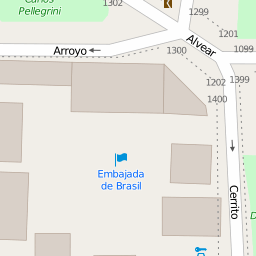 Carlos
Pellegrini
1302
1299
Arroyo
1300
Alvear
1201
1099
1202
1399
1400
Embajada
de Brasil
Cerrito